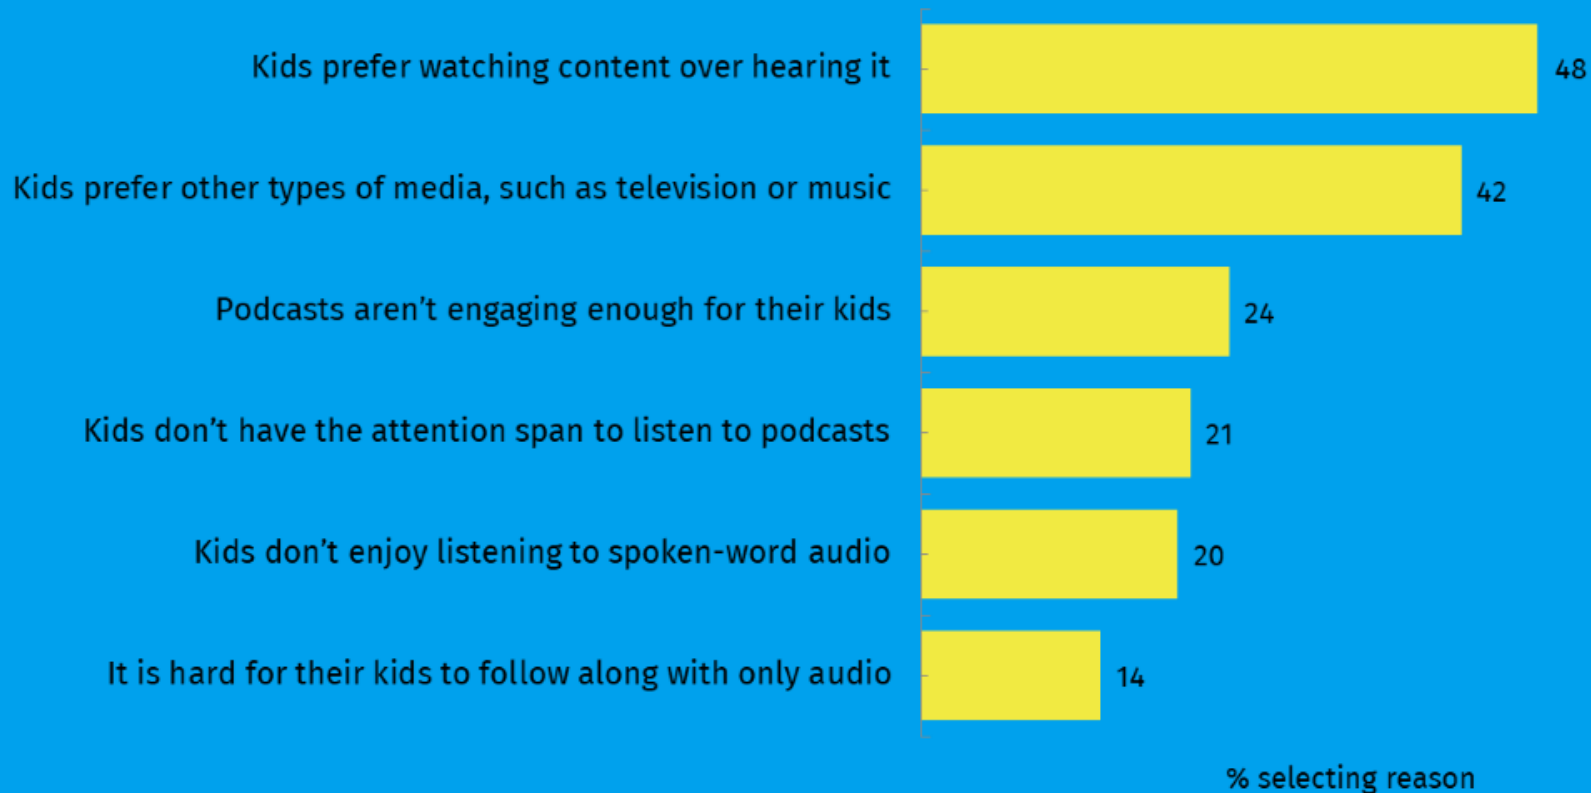 Kids prefer watching content over hearing it 48
Kids prefer other types of media, such as television or music 42
Podcasts aren’t engaging enough for their kids 24
Kids don’t have the attention span to listen to podcasts 21
Kids don’t enjoy listening to spoken-word audio 20
It is hard for their kids to follow along with only audio 14
% selecting reason